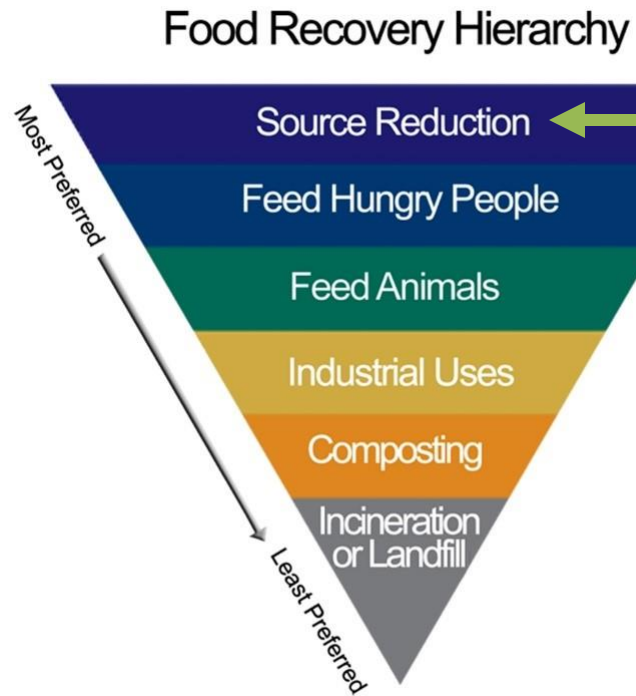 Food Recovery Hierarchy
Most Preferred
Source Reduction
Feed Hungry People
Feed Animals
Industrial Uses
Composting
Incineration
or Landfill
Least Preferred